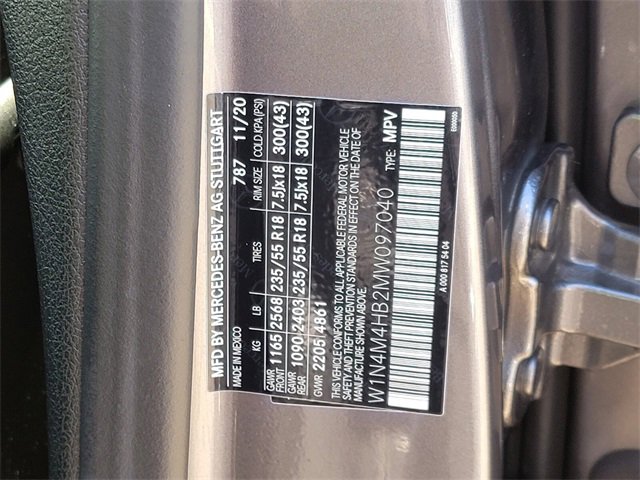 MFD BY MERCEDES-BENZ AG STUTTGART
MADE IN MEXICO 787 11/20
KG LB TIRES RIM SIZE COLD KPA(PSI)
GAWR FRONT 1165 2568 235/55 R18 7.5Jx18 300(43)
GAWR REAR 1090 2403 235/55 R18 7.5Jx18 300(43)
GVWR 2205 4861
THIS VEHICLE CONFORMS TO ALL APPLICABLE FEDERAL MOTOR VEHICLE
SAFETY AND THEFT PREVENTION STANDARDS IN EFFECT ON THE DATE OF
MANUFACTURE SHOWN ABOVE.
W1N4M4HB2MW097040 TYPE: MPV
A 000 817 54 04